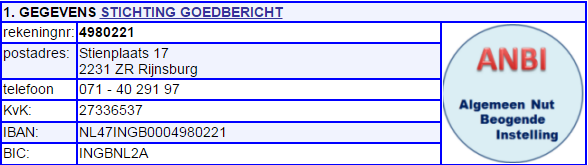 1. GEGEVENS STICHTING GOEDBERICHT
rekeningnr: 4980221
postadres: Stienplaats 17
2231 ZR Rijnsburg
telefoon 071 - 40 291 97
KvK: 27336537
IBAN: NL47INGB0004980221
BIC: INGBNL2A
ANBI
Algemeen Nut
Beogende
Instelling